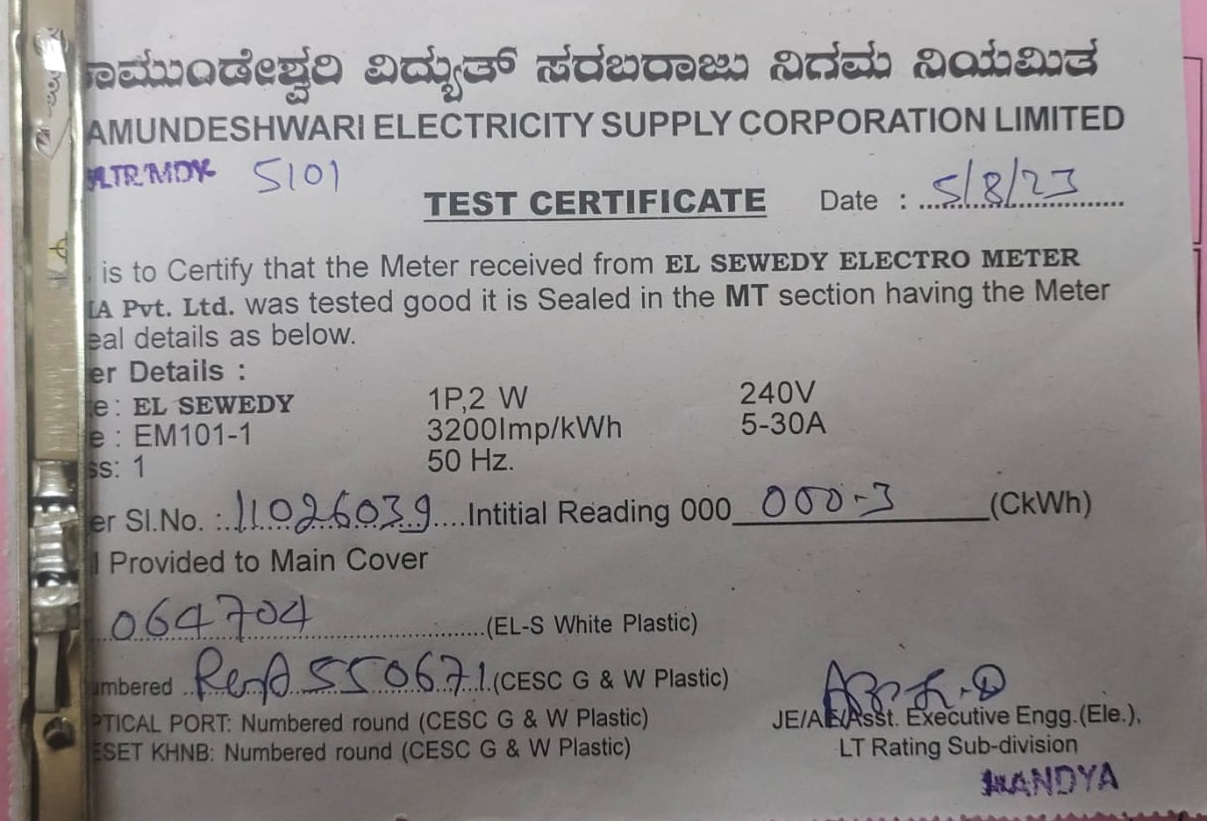 ಾಮುಂಡೇಶ್ವರಿ ವಿದ್ಯುತ್ ಸರಬರಾಜು ನಿಗಮ ನಿಯಮಿತ
AMUNDESHWARI ELECTRICITY SUPPLY CORPORATION LIMITED
LTR/MDY 5101
TEST CERTIFICATE Date : 5/8/23
is to Certify that the Meter received from EL SEWEDY ELECTRO METER
IA Pvt. Ltd. was tested good it is Sealed in the MT section having the Meter
eal details as below.
er Details :
e : EL SEWEDY 1P,2 W 240V
e : EM101-1 3200Imp/kWh 5-30A
ss: 1 50 Hz.
er Sl.No. : 11026039 Intitial Reading 000 000-3 (CkWh)
l Provided to Main Cover
064704 (EL-S White Plastic)
umbered 550671 (CESC G & W Plastic)
PTICAL PORT: Numbered round (CESC G & W Plastic) JE/AE/Asst. Executive Engg.(Ele.),
ESET KHNB: Numbered round (CESC G & W Plastic) LT Rating Sub-division
MANDYA